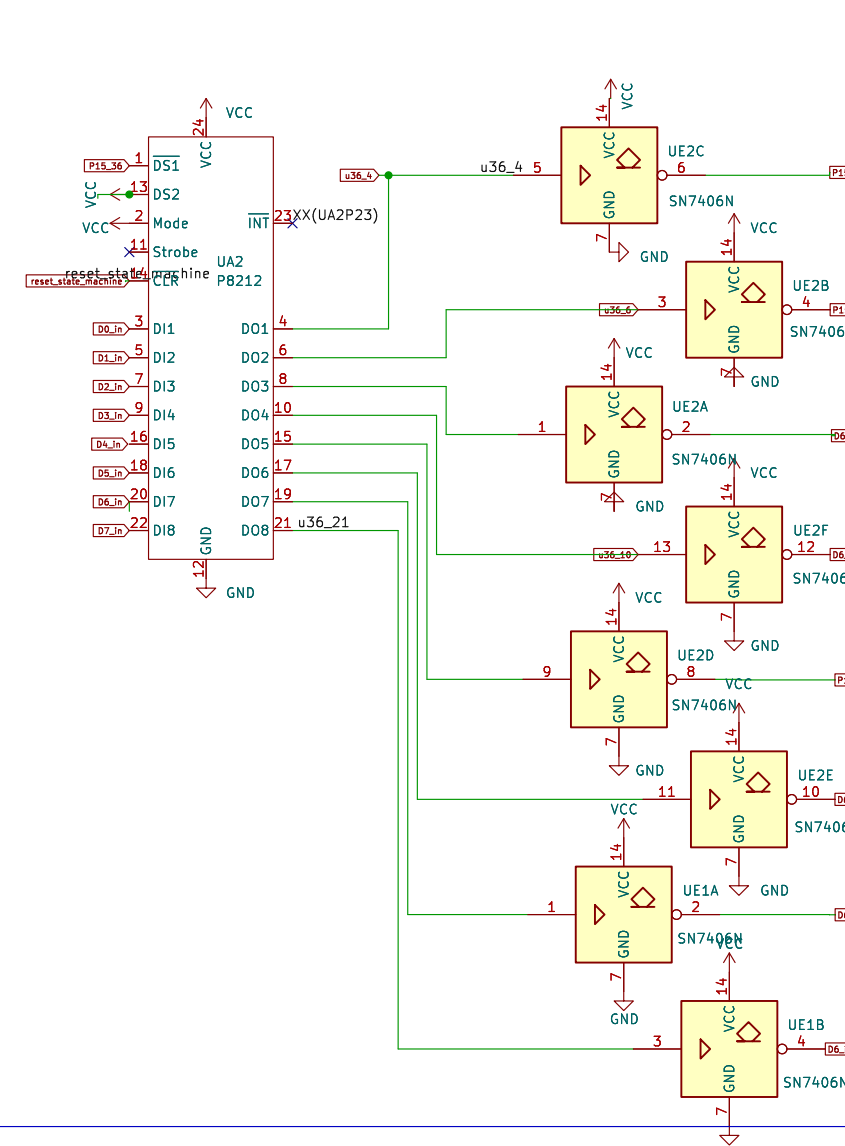 VCC
24
VCC
P15_36
1
DS1
VCC
13
DS2
VCC
2
Mode
INT
23
XX(UA2P23)
11
Strobe
UA2
reset_state_machine
reset_state_machine
14
CLR
P8212
D0_in
3
DI1
DO1
4
D1_in
5
DI2
DO2
6
D2_in
7
DI3
DO3
8
D3_in
9
DI4
DO4
10
D4_in
16
DI5
DO5
15
D5_in
18
DI6
DO6
17
D6_in
20
DI7
DO7
19
D7_in
22
DI8
DO8
21
u36_21
GND
12
GND
u36_4
u36_4
5
VCC
14
VCC
GND
7
GND
UE2C
6
SN7406N
VCC
14
VCC
u36_6
3
GND
7
GND
UE2B
4
SN7406
VCC
14
VCC
1
GND
7
GND
UE2A
2
SN7406N
VCC
14
VCC
u36_10
13
GND
7
GND
UE2F
12
SN7406
VCC
14
VCC
9
GND
7
GND
UE2D
8
SN7406N
VCC
14
VCC
11
GND
7
GND
UE2E
10
SN7406
VCC
14
VCC
1
GND
7
GND
UE1A
2
SN7406N
VCC
14
VCC
3
GND
7
UE1B
4
SN7406N